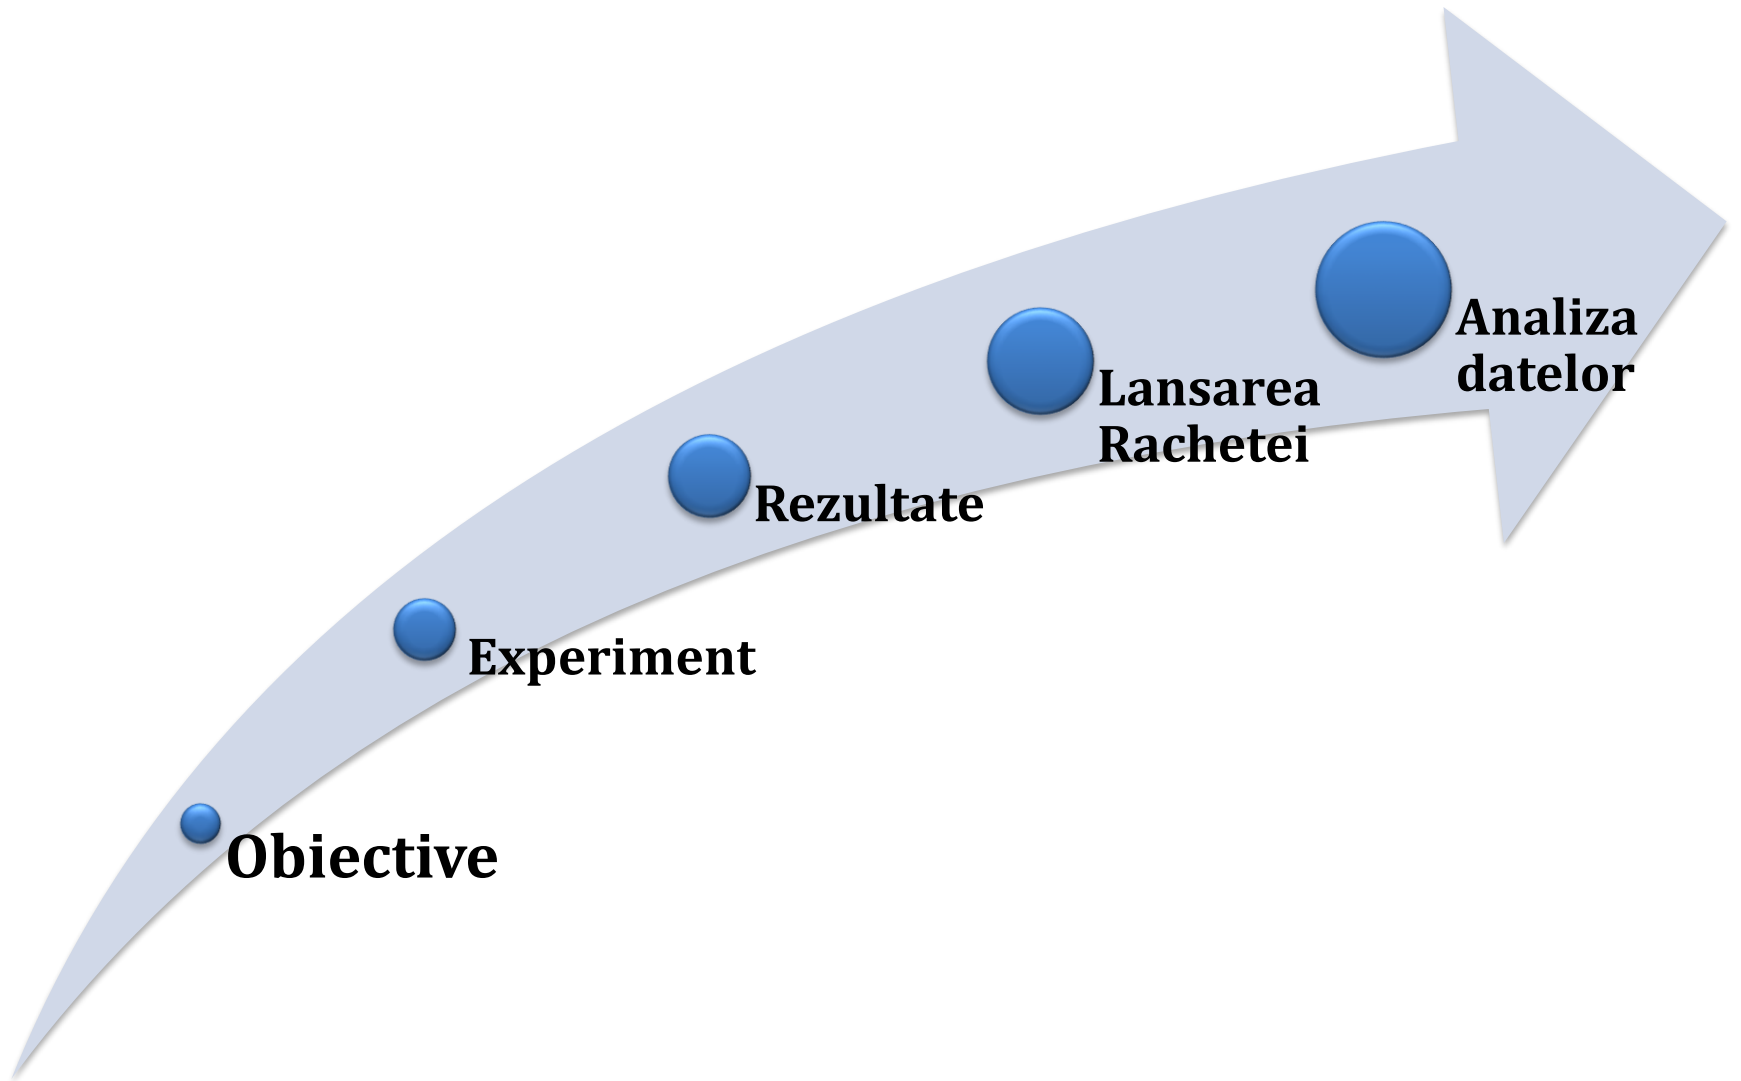 Obiective
Experiment
Rezultate
Lansarea
Rachetei
Analiza
datelor